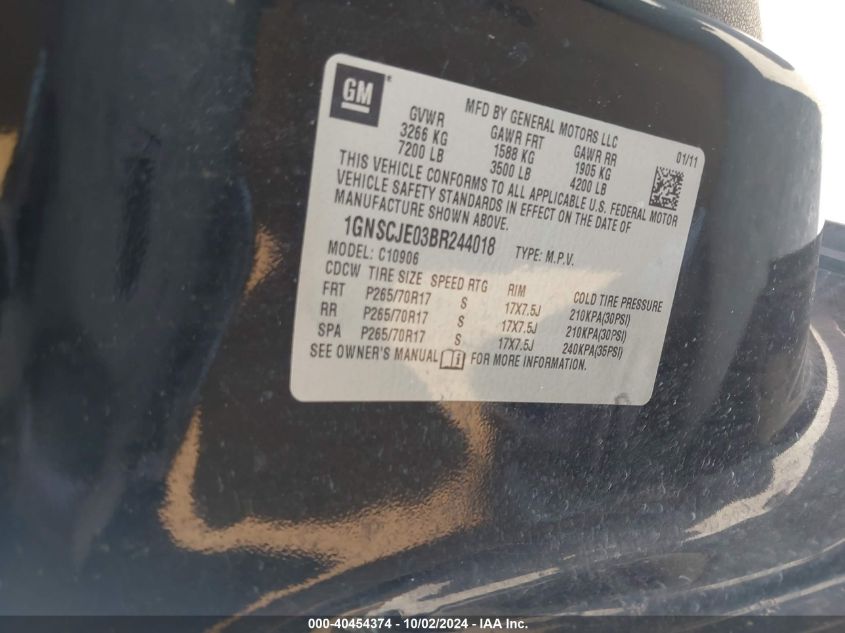 GM
MFD BY GENERAL MOTORS LLC
01/11
GVWR GAWR FRT GAWR RR
3266 KG 1588 KG 1905 KG
7200 LB 3500 LB 4200 LB
THIS VEHICLE CONFORMS TO ALL APPLICABLE U.S. FEDERAL MOTOR
VEHICLE SAFETY STANDARDS IN EFFECT ON THE DATE OF
MANUFACTURE SHOWN ABOVE.
1GNSCJE03BR244018 TYPE: M.P.V.
MODEL: C10906
CDCW TIRE SIZE SPEED RTG RIM COLD TIRE PRESSURE
FRT P265/70R17 S 17X7.5J 210KPA(30PSI)
RR P265/70R17 S 17X7.5J 210KPA(30PSI)
SPA P265/70R17 S 17X7.5J 240KPA(35PSI)
SEE OWNER'S MANUAL FOR MORE INFORMATION.
000-40454374 - 10/02/2024 - IAA Inc.